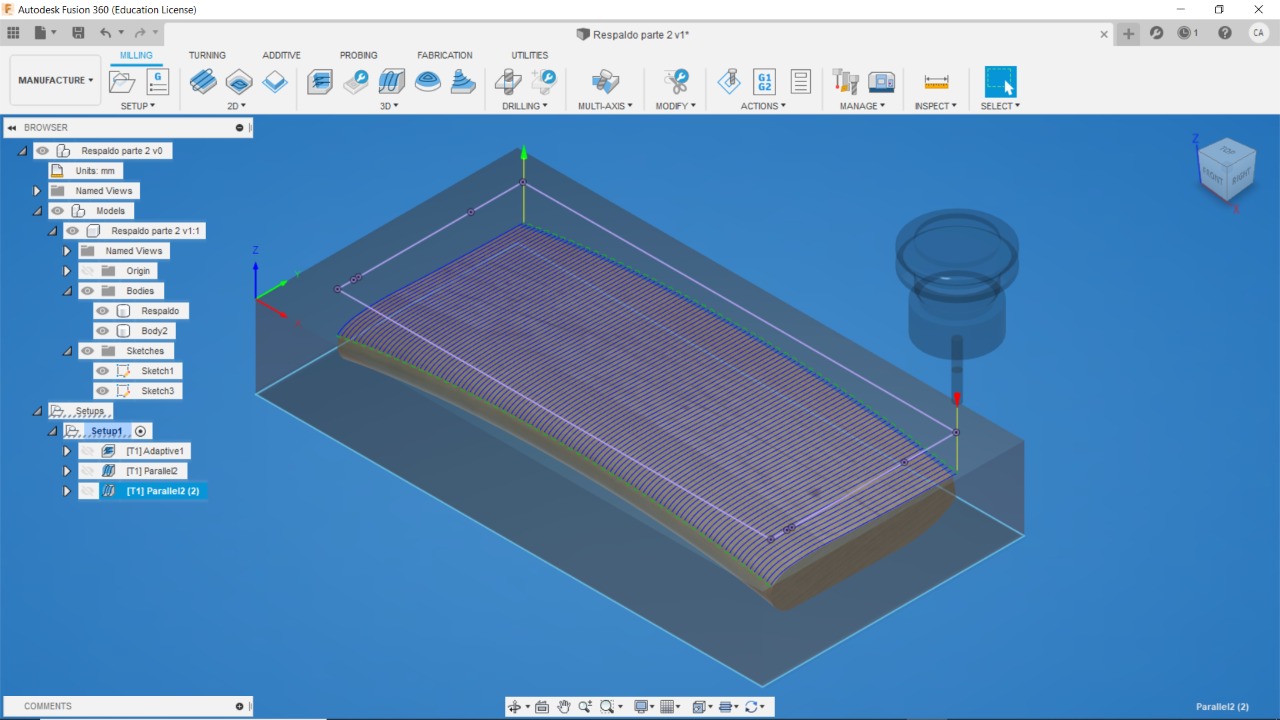 Autodesk Fusion 360 (Education License)
Respaldo parte 2 v1*
1
CA
MILLING TURNING ADDITIVE PROBING FABRICATION UTILITIES
MANUFACTURE
G
G1
G2
SETUP 2D 3D DRILLING MULTI-AXIS MODIFY ACTIONS MANAGE INSPECT SELECT
BROWSER
Respaldo parte 2 v0
Units: mm
Named Views
Models
Respaldo parte 2 v1:1
Named Views
Origin
Bodies
Respaldo
Body2
Sketches
Sketch1
Sketch3
Setups
Setup1
[T1] Adaptive1
[T1] Parallel2
[T1] Parallel2 (2)
Z
Y
X
Z
TOP
FRONT
RIGHT
X
COMMENTS
Parallel2 (2)